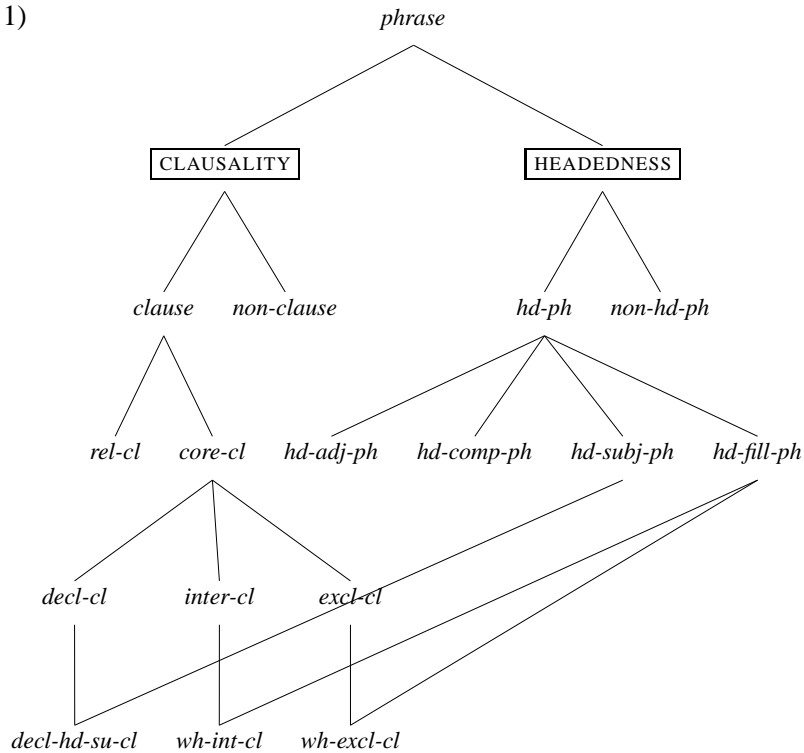 1)
phrase
CLAUSALITY HEADEDNESS
clause non-clause hd-ph non-hd-ph
rel-cl core-cl hd-adj-ph hd-comp-ph hd-subj-ph hd-fill-ph
decl-cl inter-cl excl-cl
decl-hd-su-cl wh-int-cl wh-excl-cl